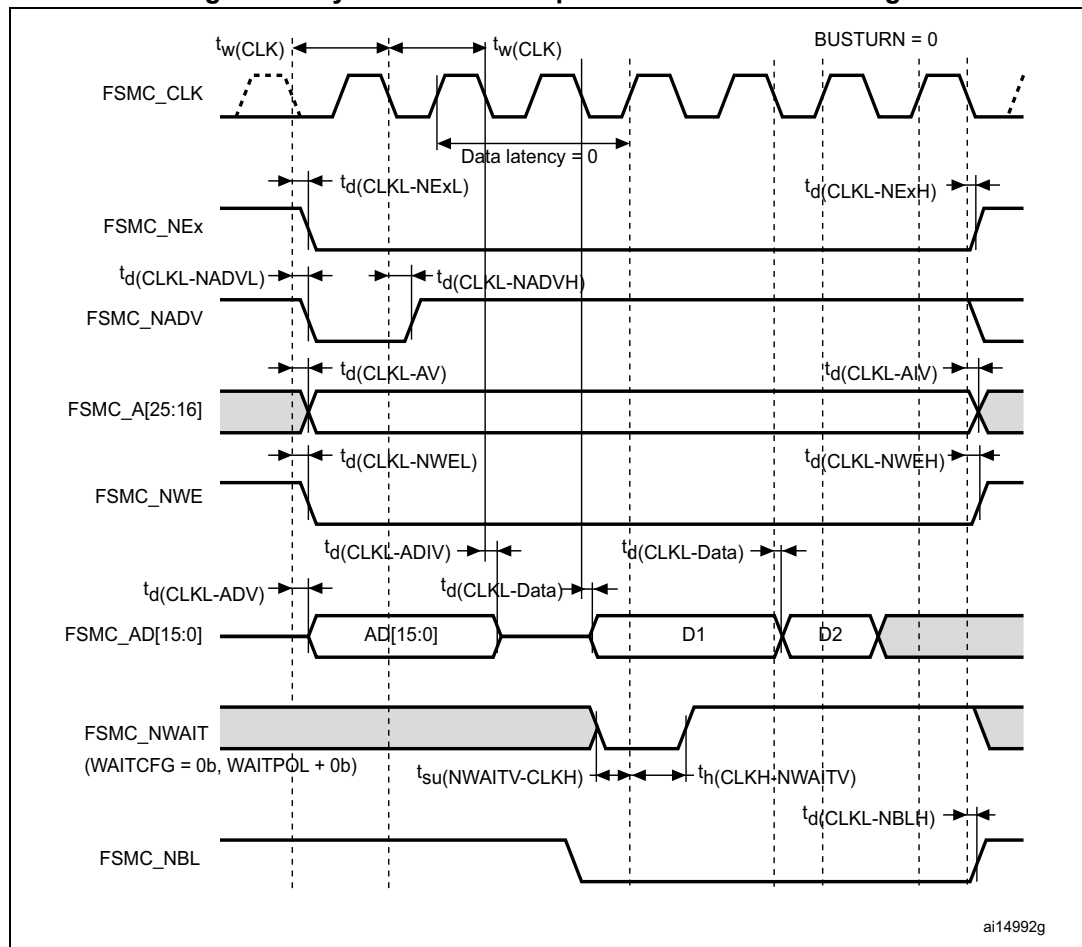 tw(CLK) tw(CLK) BUSTURN = 0
FSMC_CLK
Data latency = 0
td(CLKL-NExL) td(CLKL-NExH)
FSMC_NEx
td(CLKL-NADVL) td(CLKL-NADVH)
FSMC_NADV
td(CLKL-AV) td(CLKL-AIV)
FSMC_A[25:16]
td(CLKL-NWEL) td(CLKL-NWEH)
FSMC_NWE
td(CLKL-ADIV) td(CLKL-Data)
td(CLKL-ADV) td(CLKL-Data)
FSMC_AD[15:0] AD[15:0] D1 D2
FSMC_NWAIT
(WAITCFG = 0b, WAITPOL + 0b)
tsu(NWAITV-CLKH) th(CLKH-NWAITV)
td(CLKL-NBLH)
FSMC_NBL
ai14992g